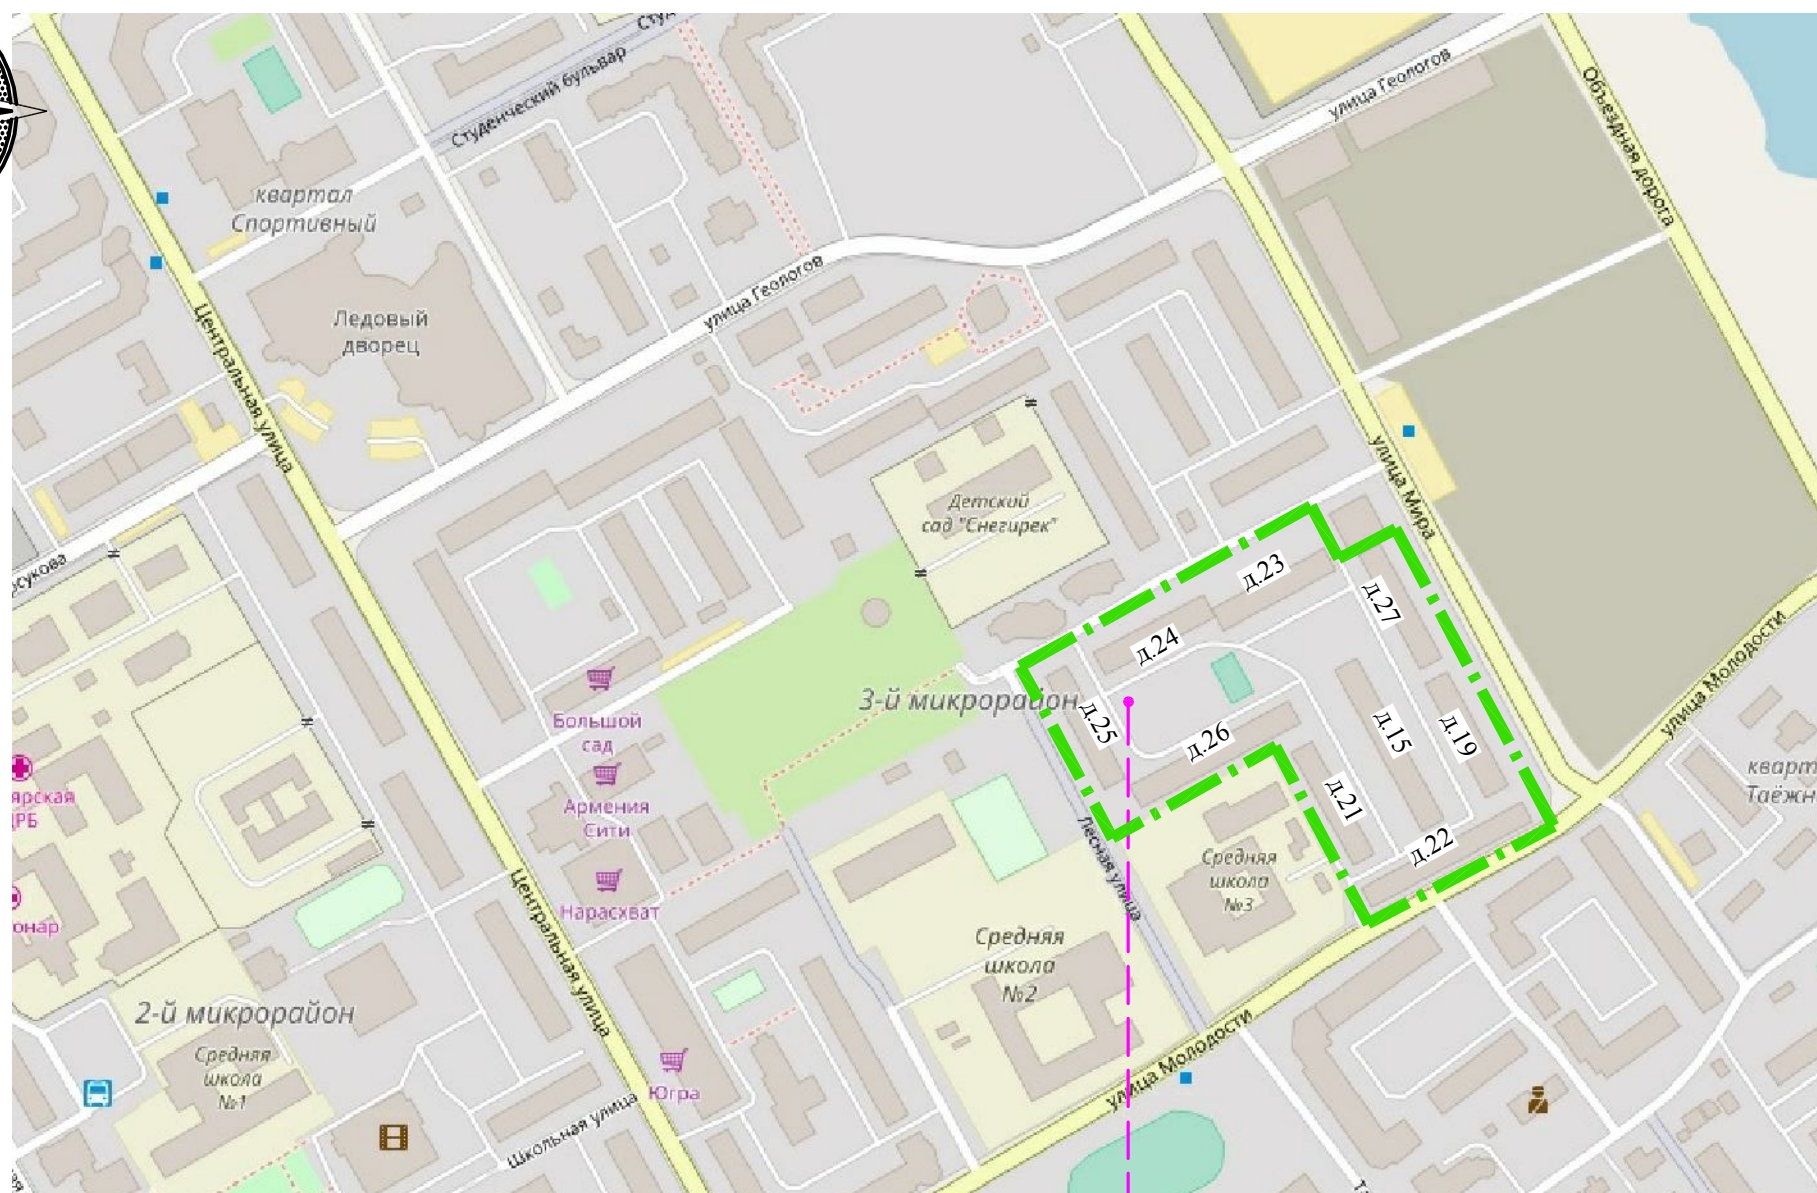 Студенческий бульвар
улица Геологов
Объездная дорога
квартал
Спортивный
Ледовый
дворец
улица Геологов
Центральная улица
улица Мира
Детский
сад "Снегирек"
д.23
д.27
д.24
3-й микрорайон
д.25
д.26
д.15
д.19
д.21
д.22
улица Молодости
Большой
сад
Армения
Сити
Нарасхват
Лесная улица
Средняя
школа
№3
Средняя
школа
№2
Центральная улица
2-й микрорайон
Средняя
школа
№1
Югра
Школьная улица
улица Молодости